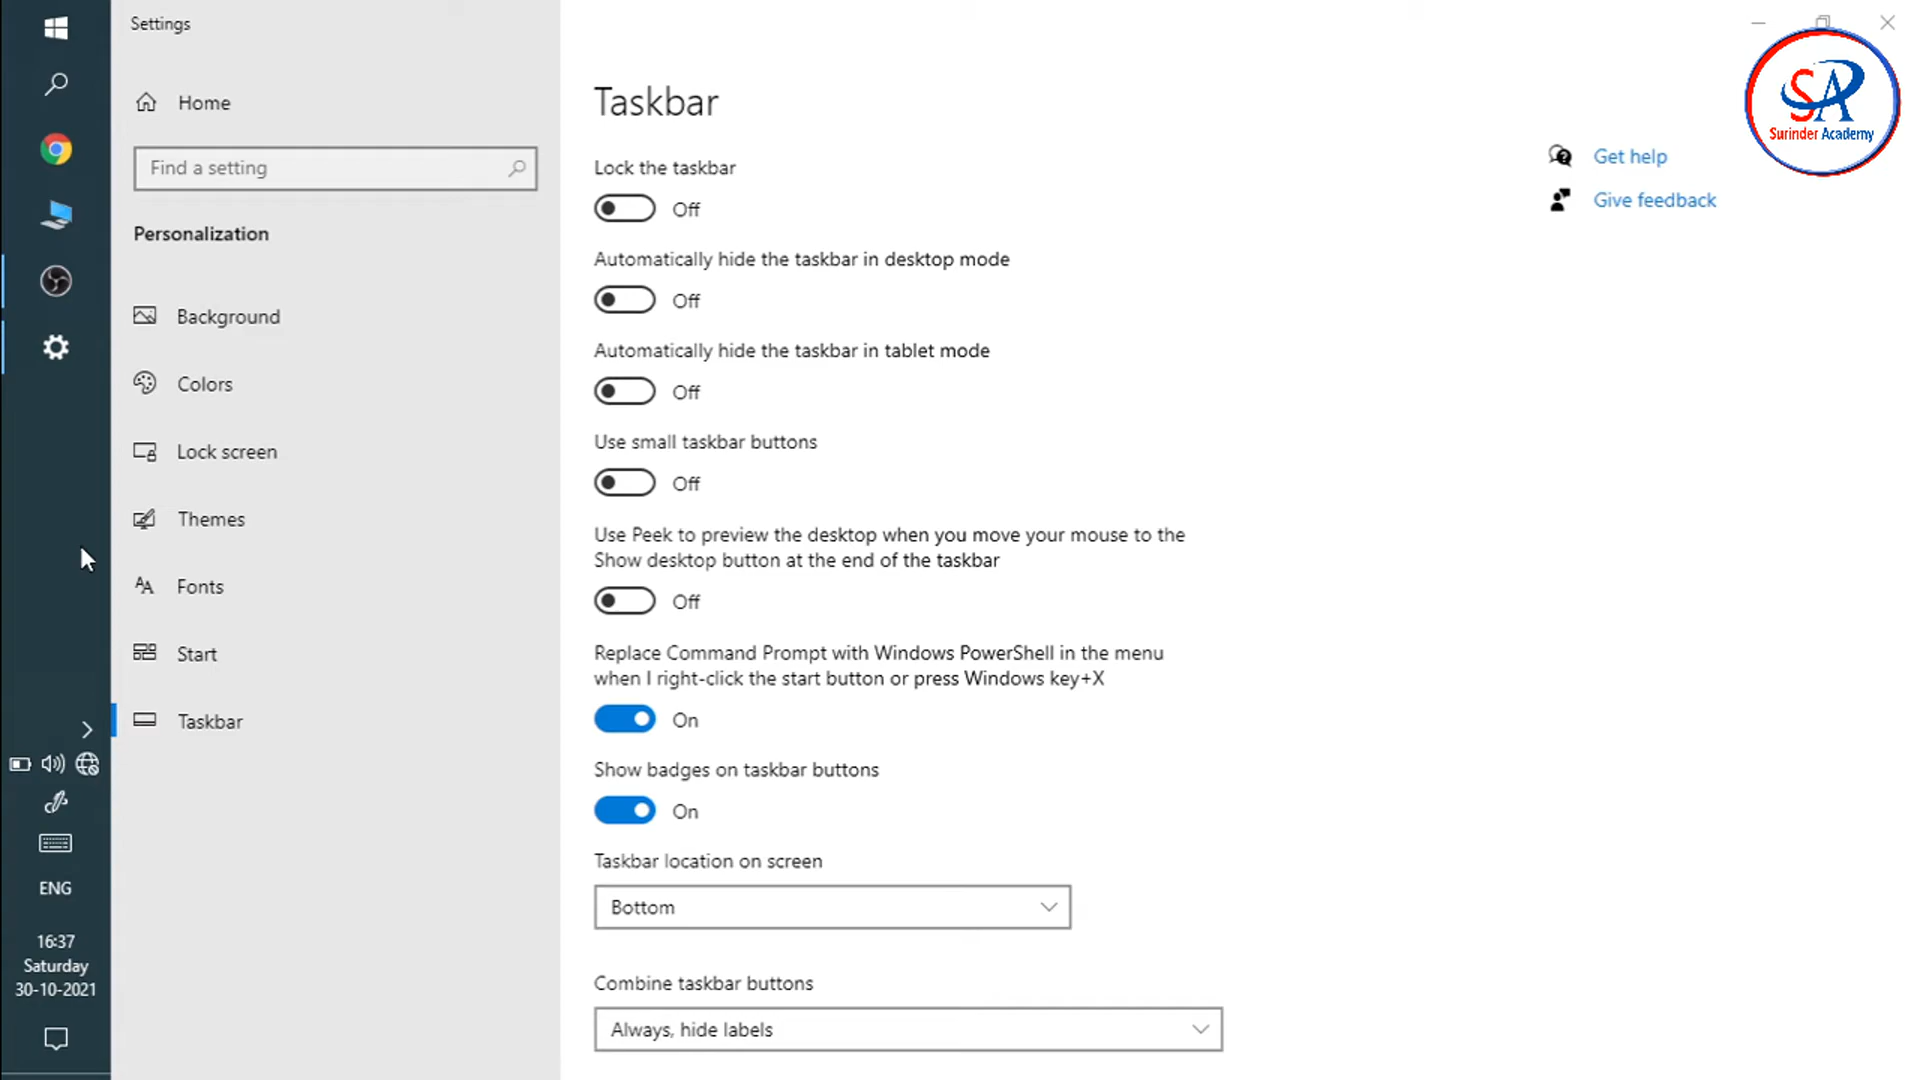 Settings
Home
Find a setting
Personalization
Background
Colors
Lock screen
Themes
Fonts
Start
Taskbar
ENG
16:37
Saturday
30-10-2021
Taskbar
Lock the taskbar
Off
Automatically hide the taskbar in desktop mode
Off
Automatically hide the taskbar in tablet mode
Off
Use small taskbar buttons
Off
Use Peek to preview the desktop when you move your mouse to the
Show desktop button at the end of the taskbar
Off
Replace Command Prompt with Windows PowerShell in the menu
when I right-click the start button or press Windows key+X
On
Show badges on taskbar buttons
On
Taskbar location on screen
Bottom
Combine taskbar buttons
Always, hide labels
SA
Surinder Academy
Get help
Give feedback